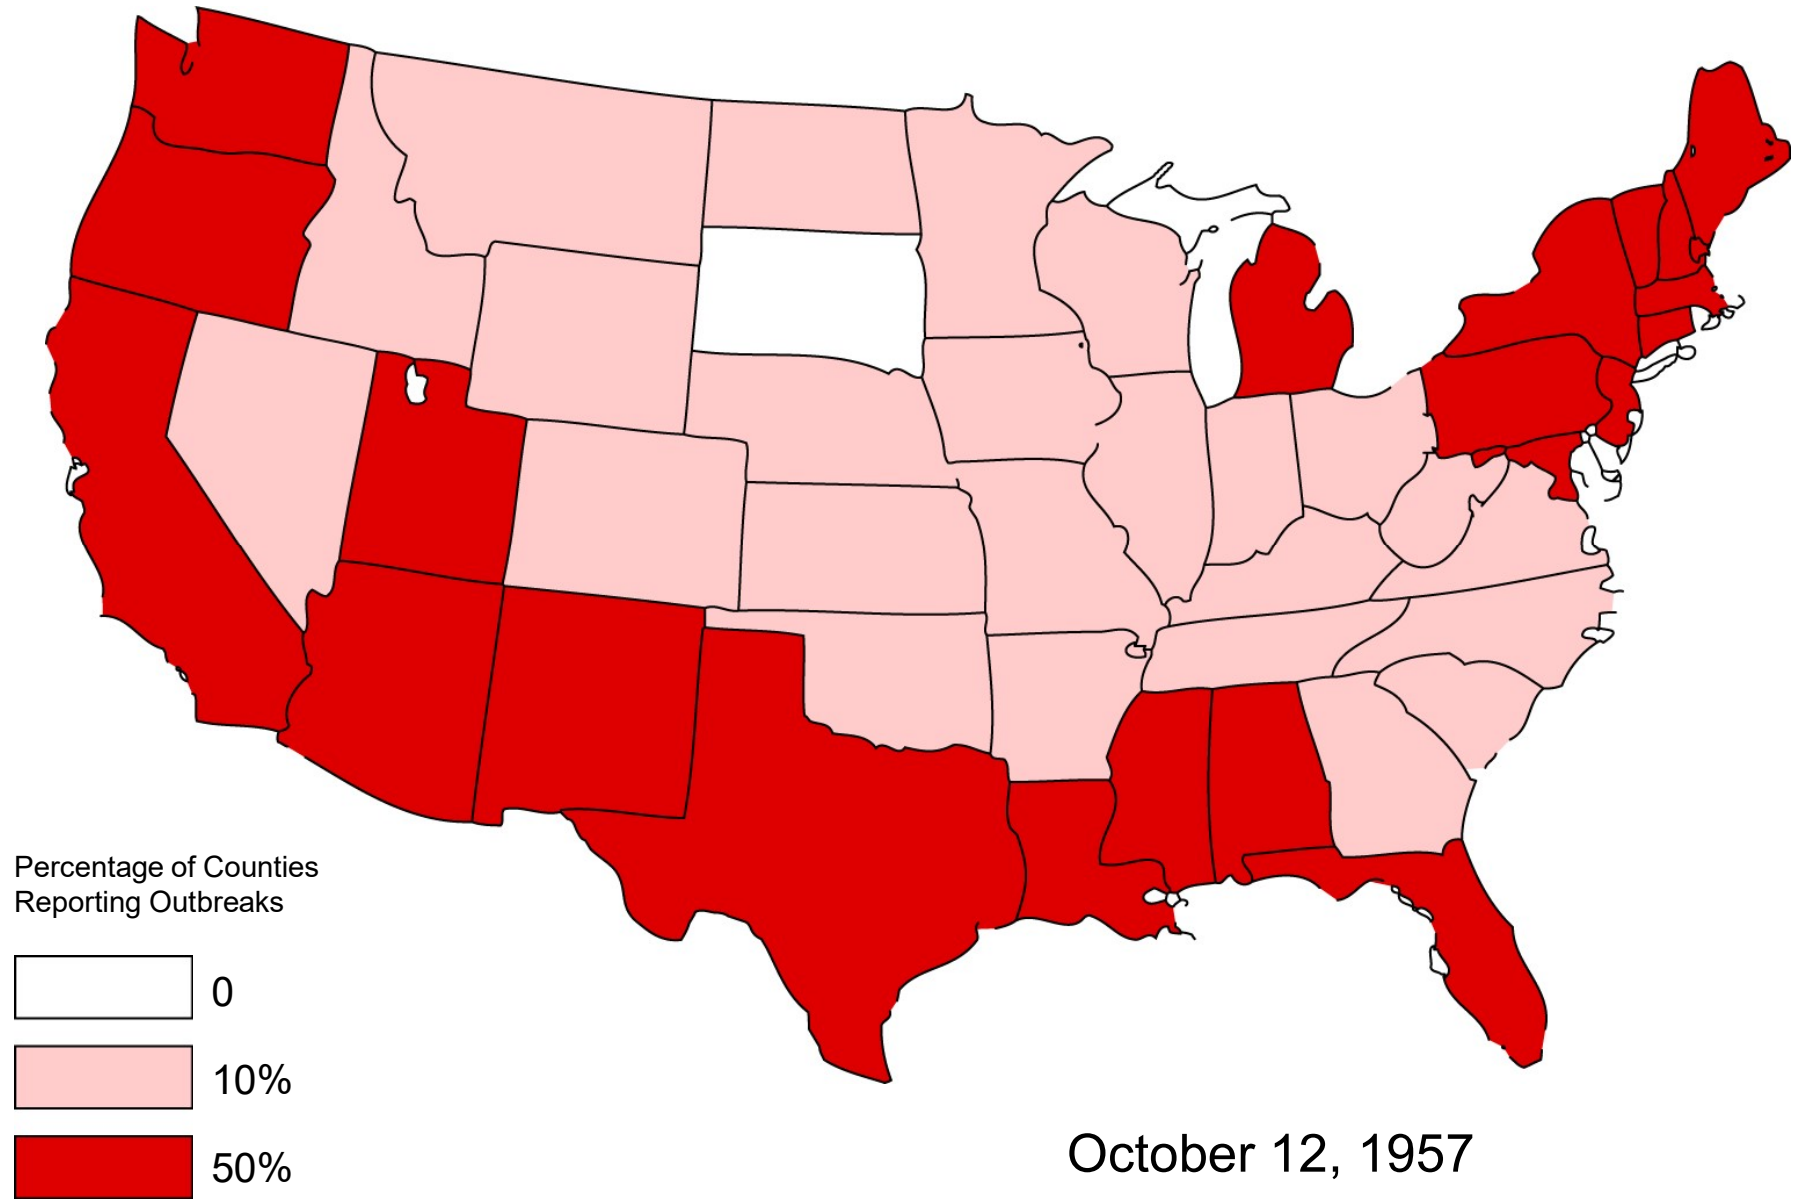 Percentage of Counties
Reporting Outbreaks
0
10%
50%
October 12, 1957